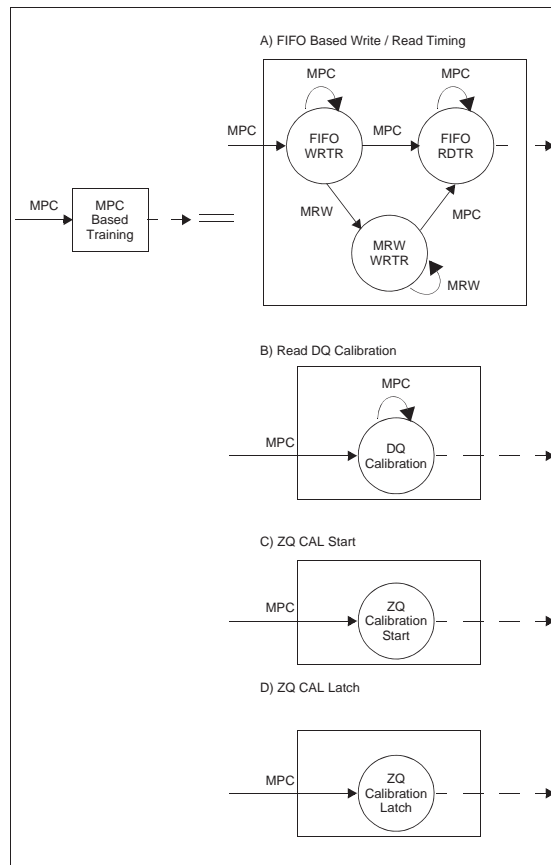 A) FIFO Based Write / Read Timing
MPC
MPC
MPC
FIFO
WRTR
MPC
FIFO
RDTR
MPC
MPC
Based
Training
MRW
MPC
MRW
WRTR
MRW
B) Read DQ Calibration
MPC
MPC
DQ
Calibration
C) ZQ CAL Start
MPC
ZQ
Calibration
Start
D) ZQ CAL Latch
MPC
ZQ
Calibration
Latch